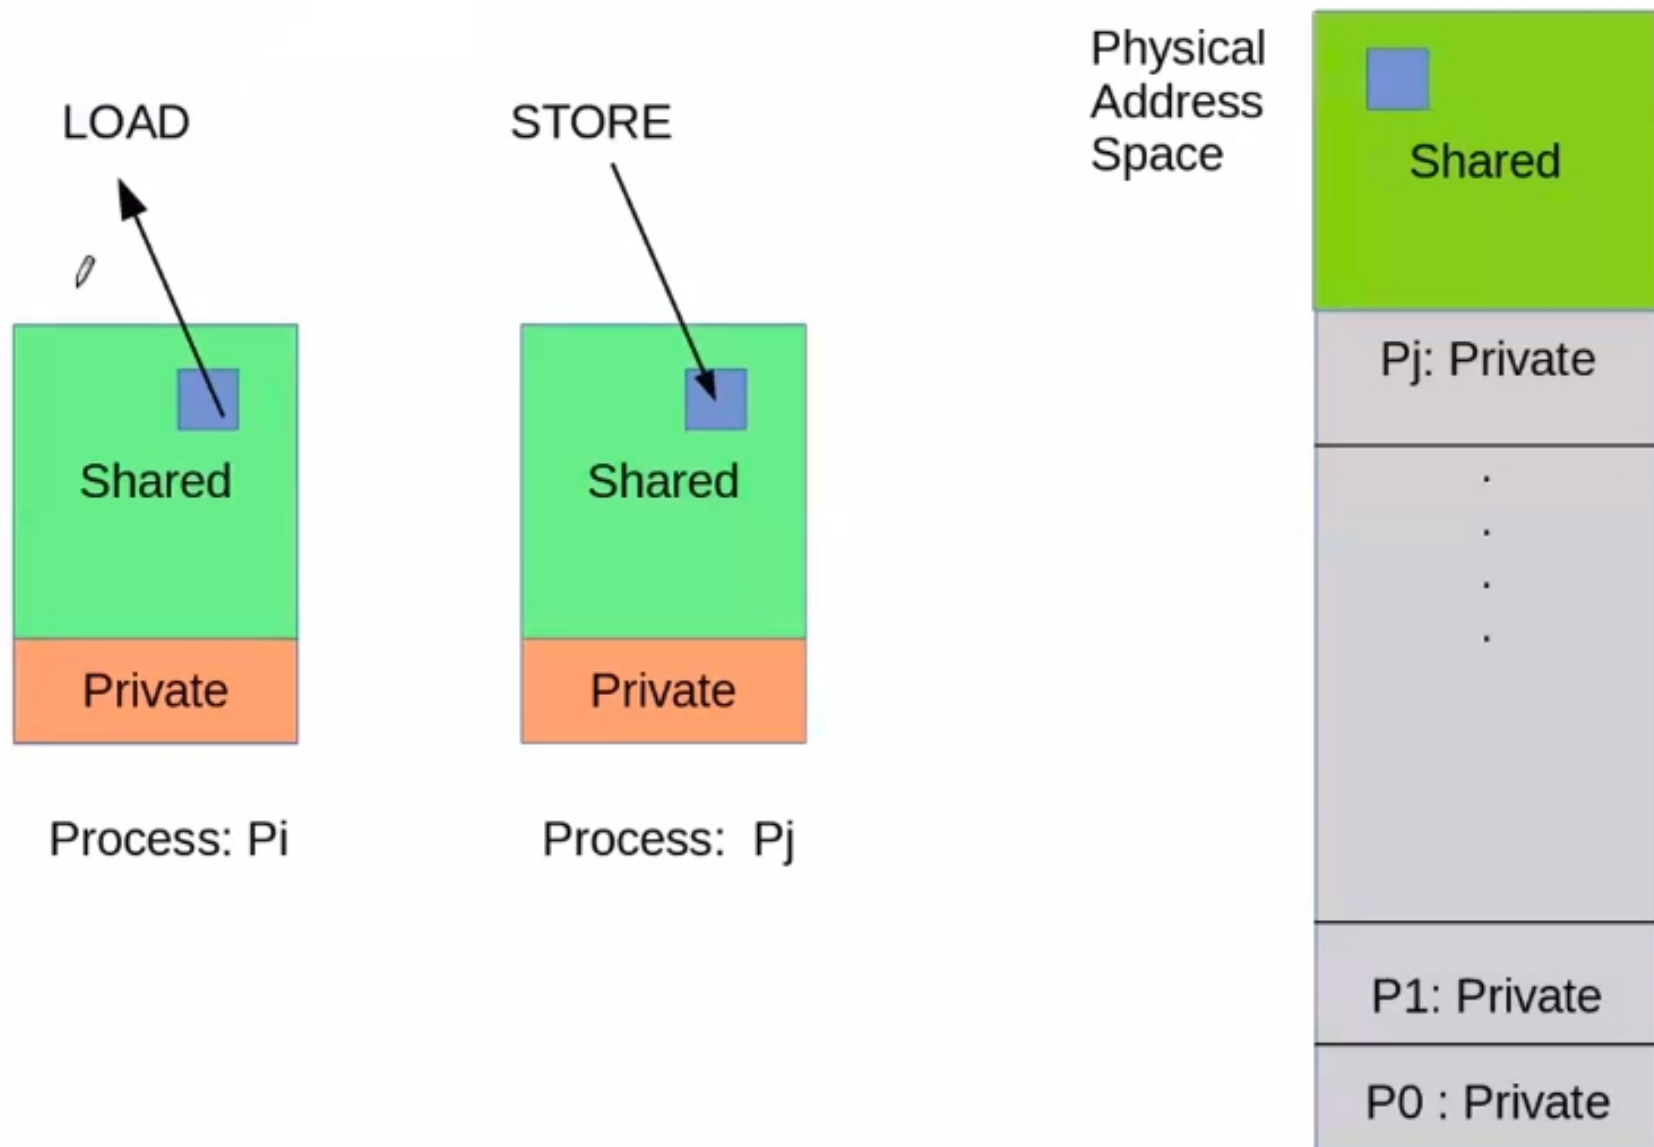 LOAD
STORE
Physical
Address
Space
Shared
Shared
Shared
Pj: Private
Private
Private
.
.
.
.
Process: Pi
Process:  Pj
P1: Private
P0 : Private